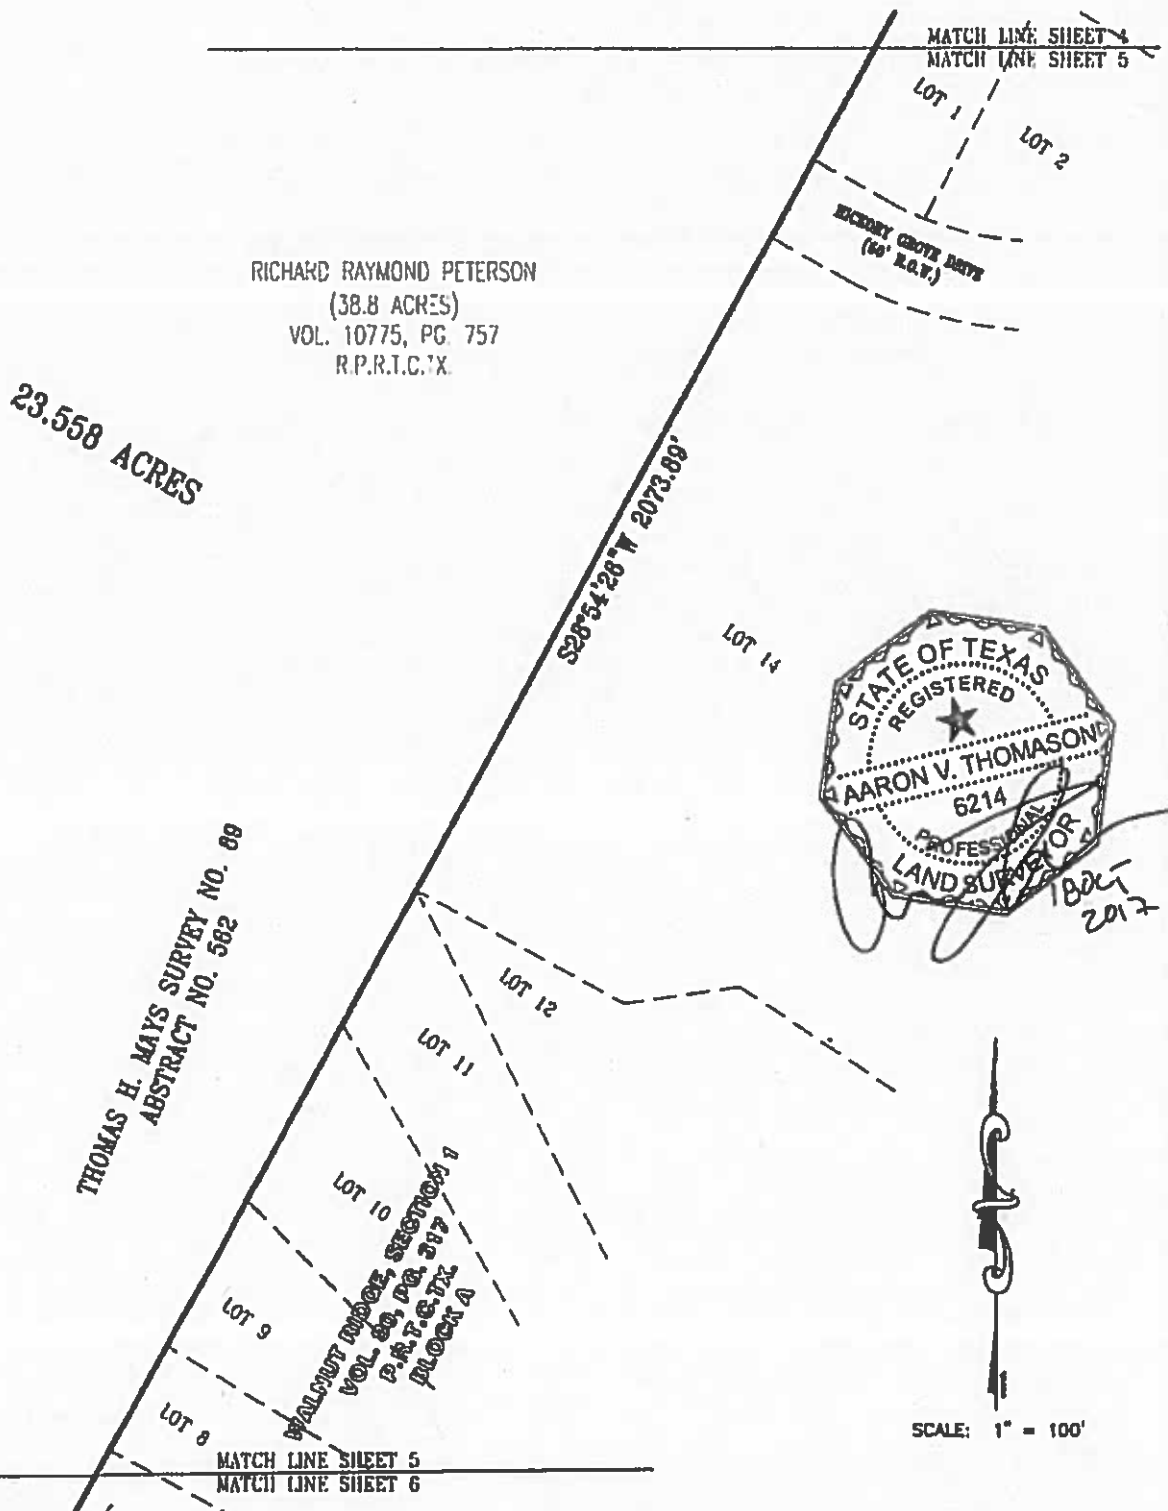 MATCH LINE SHEET 4
MATCH LINE SHEET 5
LOT 1
LOT 2
HICKORY GROVE DRIVE
(50' R.O.W.)
RICHARD RAYMOND PETERSON
(38.8 ACRES)
VOL. 10775, PG. 757
R.P.R.T.C.TX.
23.558 ACRES
S28°54'26"W 2073.89'
LOT 14
STATE OF TEXAS
REGISTERED
AARON V. THOMASON
6214
PROFESSIONAL
LAND SURVEYOR
18 OCT
2017
THOMAS H. MAYS SURVEY NO. 89
ABSTRACT NO. 562
LOT 12
LOT 11
LOT 10
WALNUT RIDGE, SECTION 1
VOL. 80, PG. 317
P.R.T.C.TX.
BLOCK A
LOT 9
LOT 8
MATCH LINE SHEET 5
MATCH LINE SHEET 6
SCALE: 1" = 100'